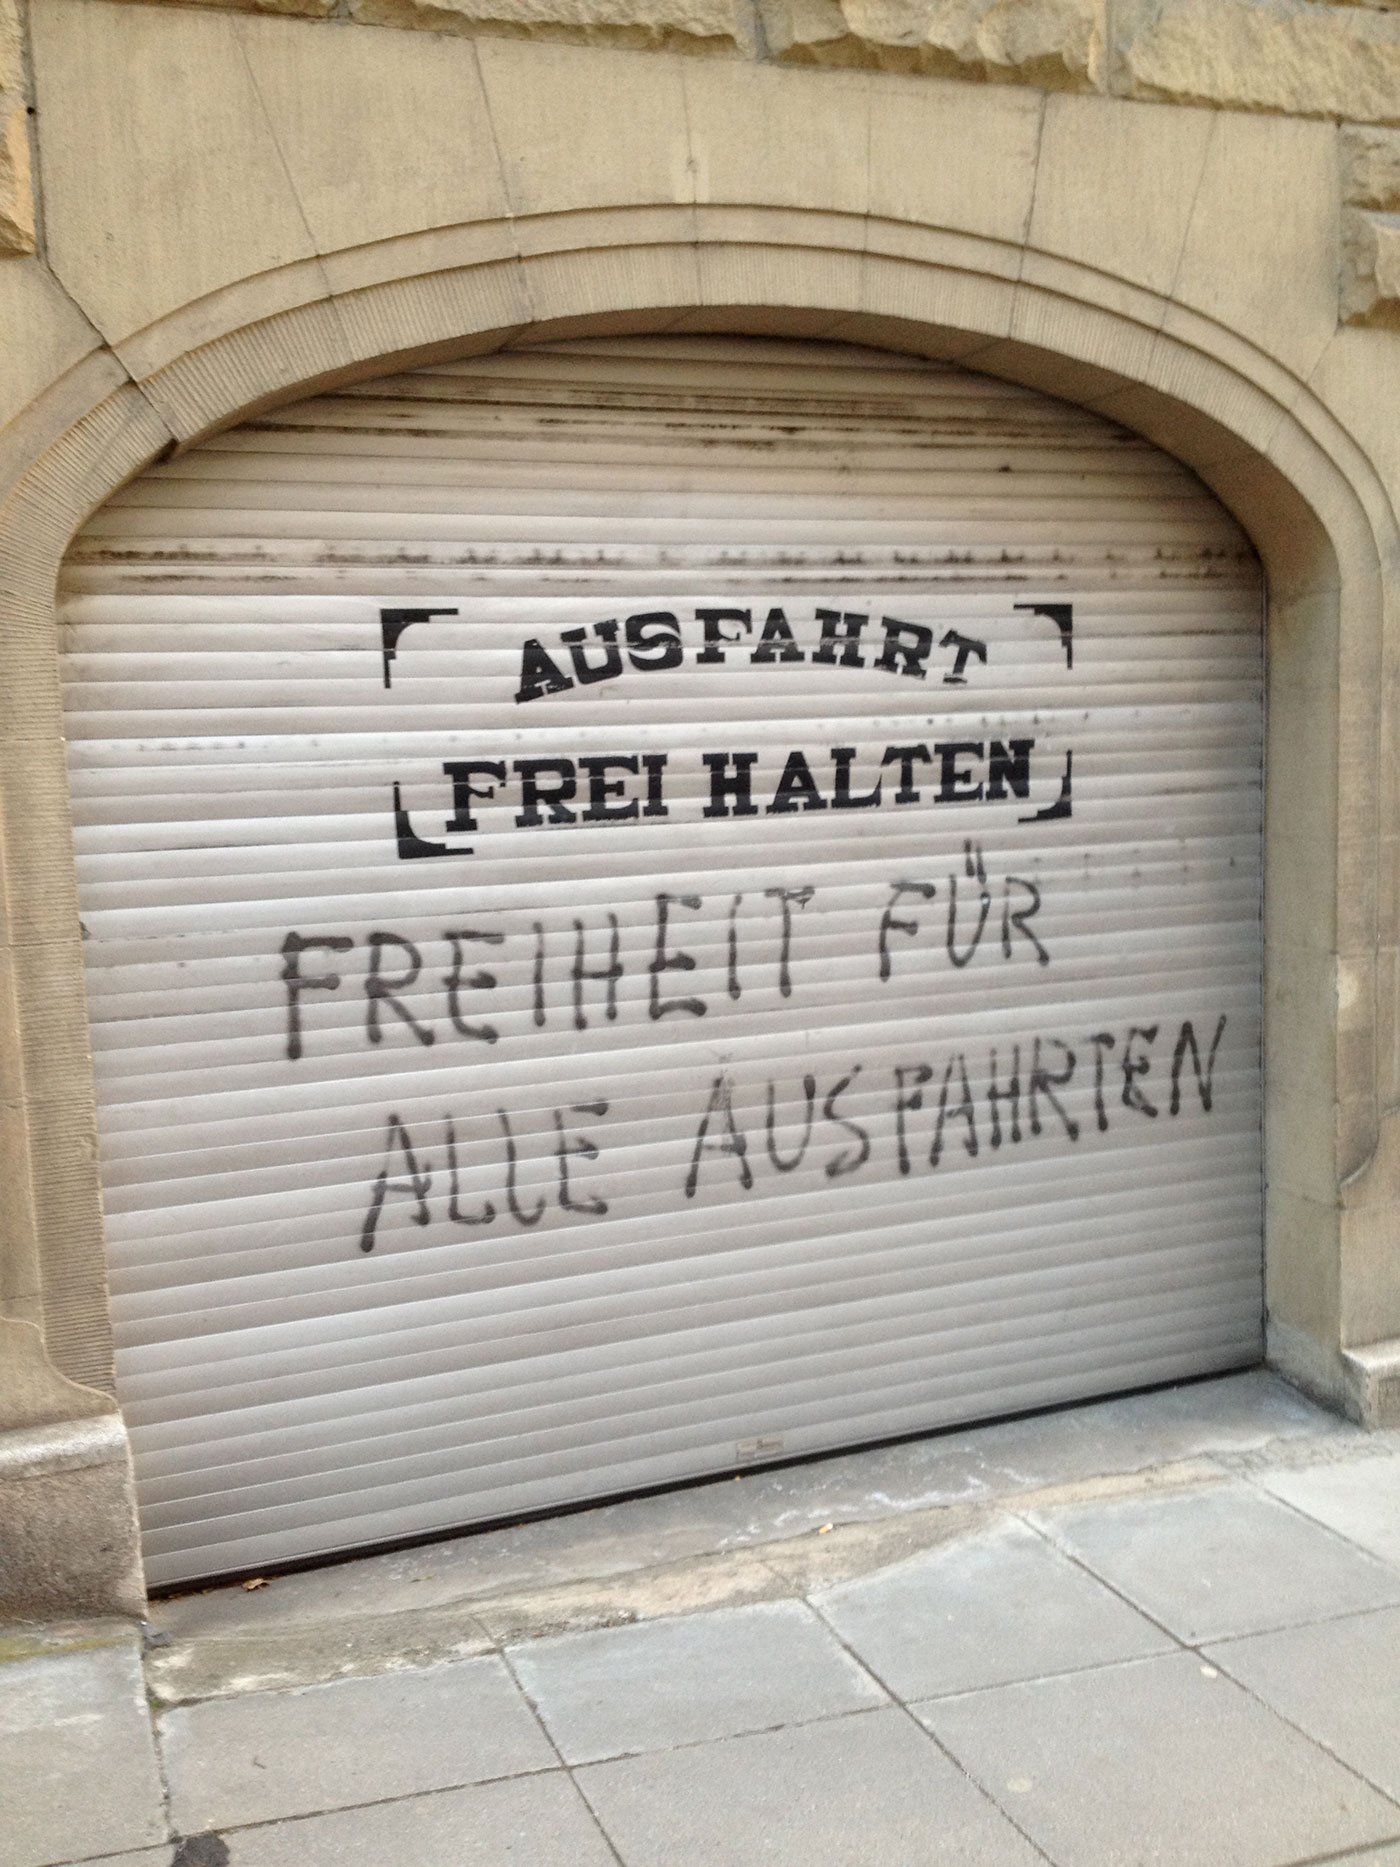 AUSFAHRT
FREI HALTEN
FREIHEIT FÜR
ALLE AUSFAHRTEN